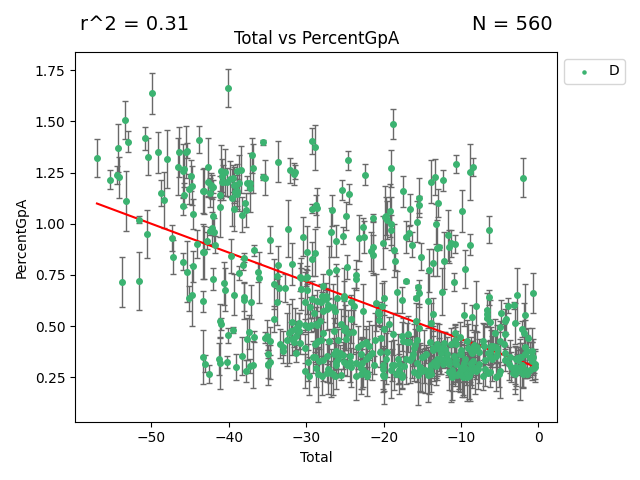 r^2 = 0.31
N = 560
Total vs PercentGpA
D
PercentGpA
1.75
1.50
1.25
1.00
0.75
0.50
0.25
−50
−40
−30
−20
−10
0
Total